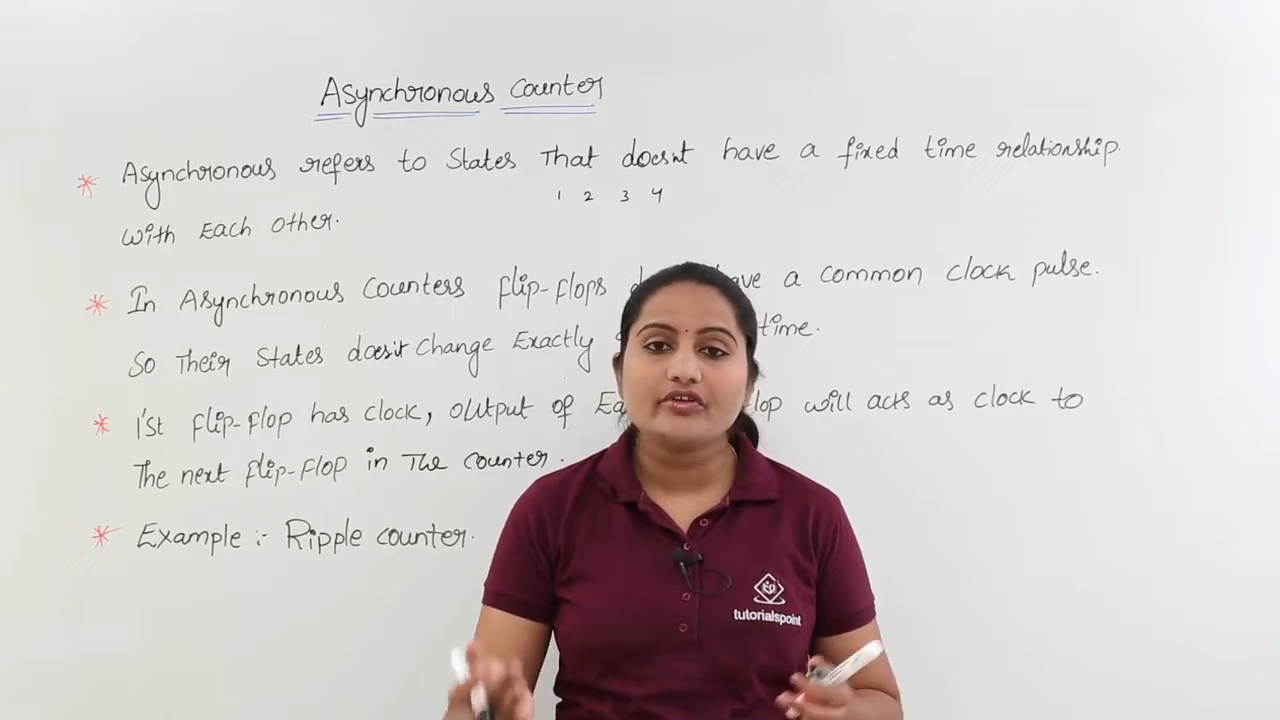 Asynchronous Counter
* Asynchronous refers to States That doesn't have a fixed time relationship
1 2 3 4
with Each Other.
* In Asynchronous Counters flip-flops have a common clock pulse.
So Their States doesn't Change Exactly time.
* 1'st flip-flop has clock, output of will acts as clock to
The next flip-flop in The counter.
* Example :- Ripple counter.
tutorialspoint